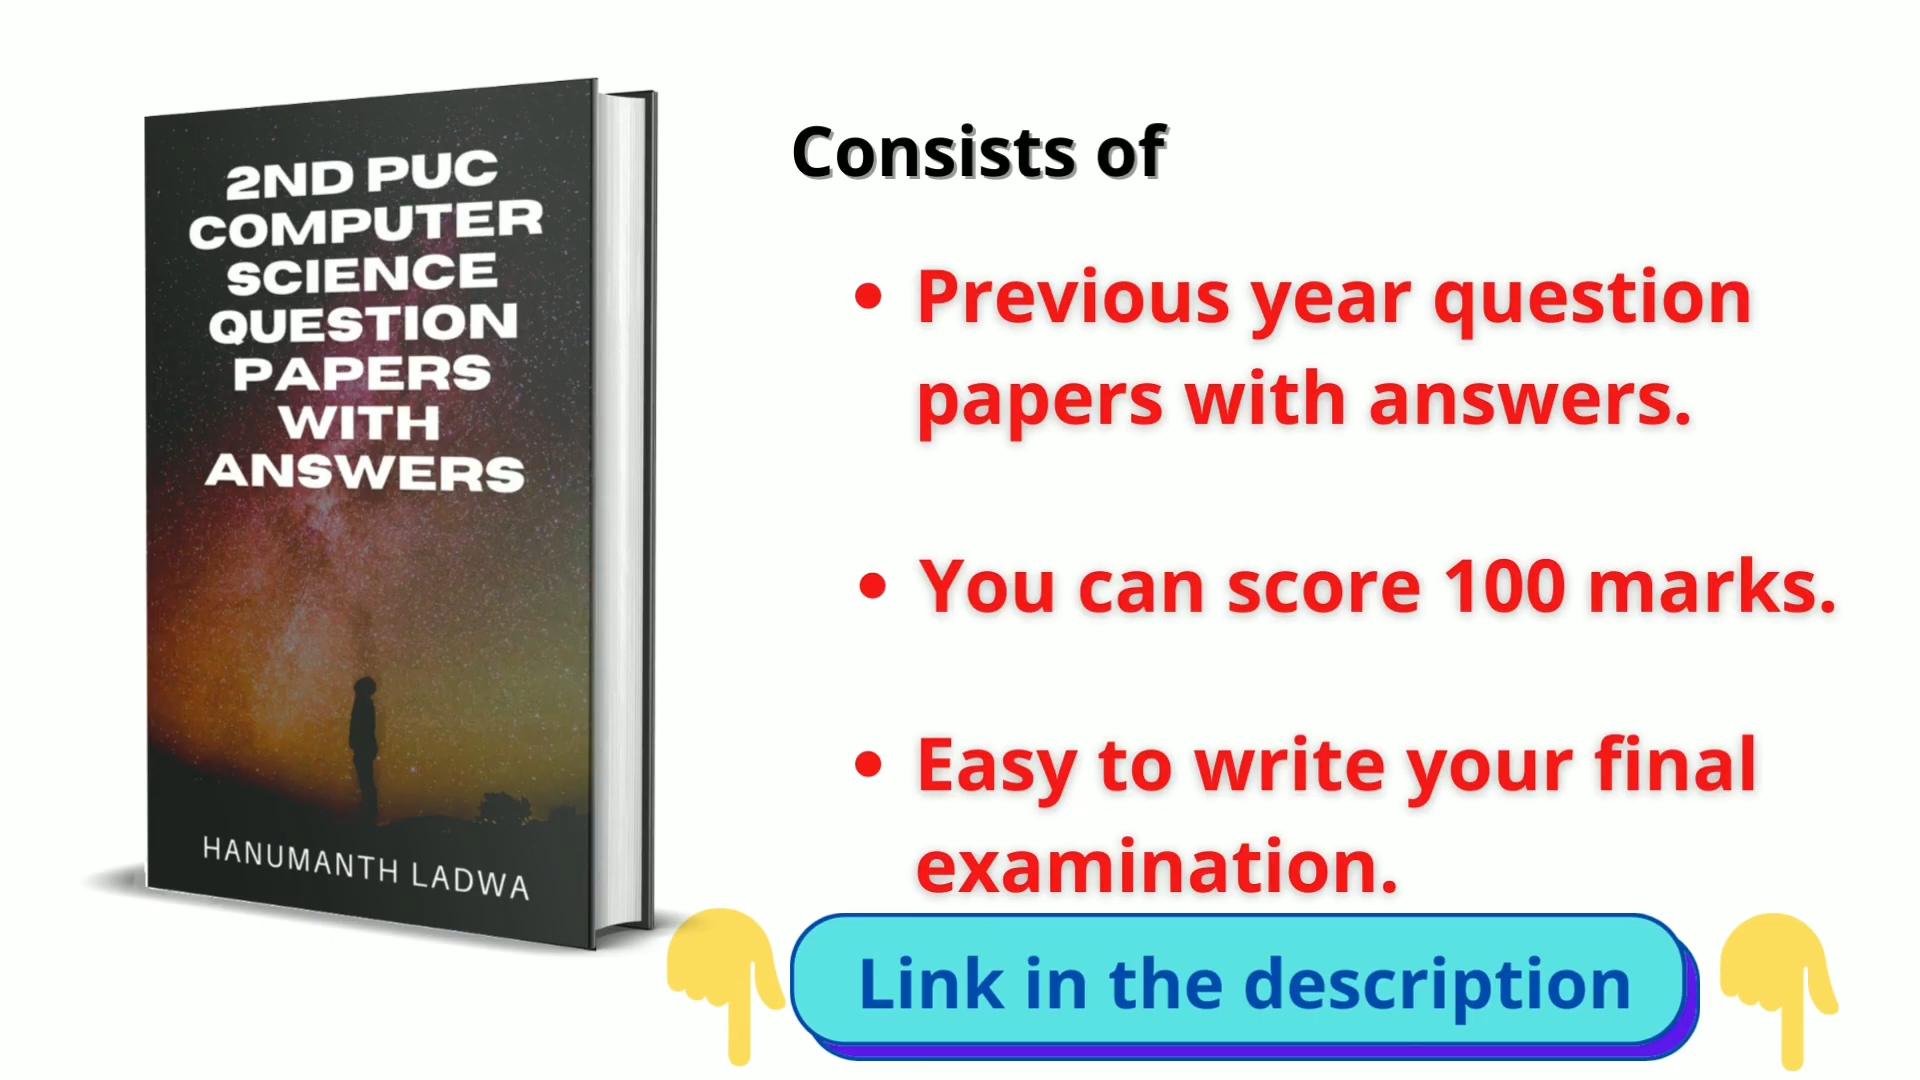 2ND PUC
COMPUTER
SCIENCE
QUESTION
PAPERS
WITH
ANSWERS
HANUMANTH LADWA
Consists of
• Previous year question
papers with answers.
• You can score 100 marks.
• Easy to write your final
examination.
Link in the description